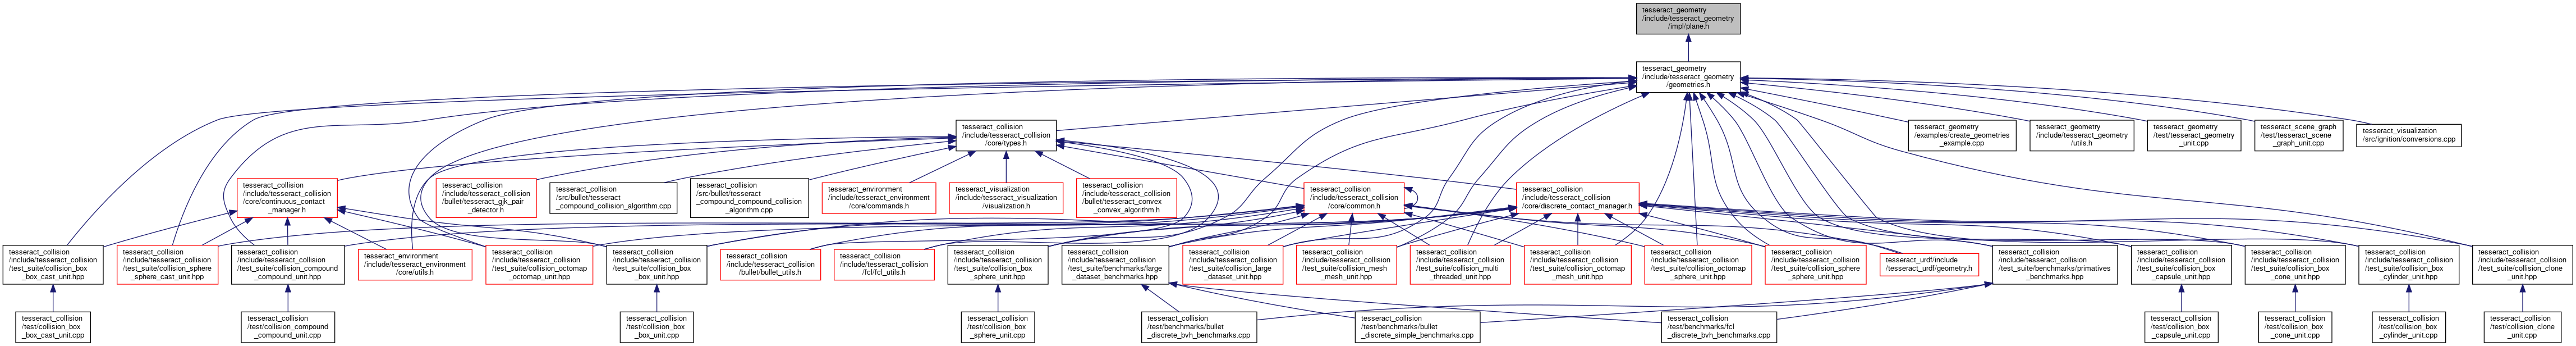 tesseract_geometry
/include/tesseract_geometry
/impl/plane.h
tesseract_geometry
/include/tesseract_geometry
/geometries.h
tesseract_collision
/include/tesseract_collision
/core/types.h
tesseract_geometry
/examples/create_geometries
_example.cpp
tesseract_geometry
/include/tesseract_geometry
/utils.h
tesseract_geometry
/test/tesseract_geometry
_unit.cpp
tesseract_scene_graph
/test/tesseract_scene
_graph_unit.cpp
tesseract_visualization
/src/ignition/conversions.cpp
tesseract_collision
/include/tesseract_collision
/core/continuous_contact
_manager.h
tesseract_collision
/include/tesseract_collision
/bullet/tesseract_gjk_pair
_detector.h
tesseract_collision
/src/bullet/tesseract
_compound_collision_algorithm.cpp
tesseract_collision
/src/bullet/tesseract
_compound_compound_collision
_algorithm.cpp
tesseract_environment
/include/tesseract_environment
/core/commands.h
tesseract_visualization
/include/tesseract_visualization
/visualization.h
tesseract_collision
/include/tesseract_collision
/bullet/tesseract_convex
_convex_algorithm.h
tesseract_collision
/include/tesseract_collision
/core/common.h
tesseract_collision
/include/tesseract_collision
/core/discrete_contact_manager.h
tesseract_collision
/include/tesseract_collision
/test_suite/collision_box
_box_cast_unit.hpp
tesseract_collision
/include/tesseract_collision
/test_suite/collision_sphere
_sphere_cast_unit.hpp
tesseract_collision
/include/tesseract_collision
/test_suite/collision_compound
_compound_unit.hpp
tesseract_environment
/include/tesseract_environment
/core/utils.h
tesseract_collision
/include/tesseract_collision
/test_suite/collision_octomap
_octomap_unit.hpp
tesseract_collision
/include/tesseract_collision
/test_suite/collision_box
_box_unit.hpp
tesseract_collision
/include/tesseract_collision
/bullet/bullet_utils.h
tesseract_collision
/include/tesseract_collision
/fcl/fcl_utils.h
tesseract_collision
/include/tesseract_collision
/test_suite/collision_box
_sphere_unit.hpp
tesseract_collision
/include/tesseract_collision
/test_suite/benchmarks/large
_dataset_benchmarks.hpp
tesseract_collision
/include/tesseract_collision
/test_suite/collision_large
_dataset_unit.hpp
tesseract_collision
/include/tesseract_collision
/test_suite/collision_mesh
_mesh_unit.hpp
tesseract_collision
/include/tesseract_collision
/test_suite/collision_multi
_threaded_unit.hpp
tesseract_collision
/include/tesseract_collision
/test_suite/collision_octomap
_mesh_unit.hpp
tesseract_collision
/include/tesseract_collision
/test_suite/collision_octomap
_sphere_unit.hpp
tesseract_collision
/include/tesseract_collision
/test_suite/collision_sphere
_sphere_unit.hpp
tesseract_urdf/include
/tesseract_urdf/geometry.h
tesseract_collision
/include/tesseract_collision
/test_suite/benchmarks/primatives
_benchmarks.hpp
tesseract_collision
/include/tesseract_collision
/test_suite/collision_box
_capsule_unit.hpp
tesseract_collision
/include/tesseract_collision
/test_suite/collision_box
_cone_unit.hpp
tesseract_collision
/include/tesseract_collision
/test_suite/collision_box
_cylinder_unit.hpp
tesseract_collision
/include/tesseract_collision
/test_suite/collision_clone
_unit.hpp
tesseract_collision
/test/collision_box
_box_cast_unit.cpp
tesseract_collision
/test/collision_compound
_compound_unit.cpp
tesseract_collision
/test/collision_box
_box_unit.cpp
tesseract_collision
/test/collision_box
_sphere_unit.cpp
tesseract_collision
/test/benchmarks/bullet
_discrete_bvh_benchmarks.cpp
tesseract_collision
/test/benchmarks/bullet
_discrete_simple_benchmarks.cpp
tesseract_collision
/test/benchmarks/fcl
_discrete_bvh_benchmarks.cpp
tesseract_collision
/test/collision_box
_capsule_unit.cpp
tesseract_collision
/test/collision_box
_cone_unit.cpp
tesseract_collision
/test/collision_box
_cylinder_unit.cpp
tesseract_collision
/test/collision_clone
_unit.cpp